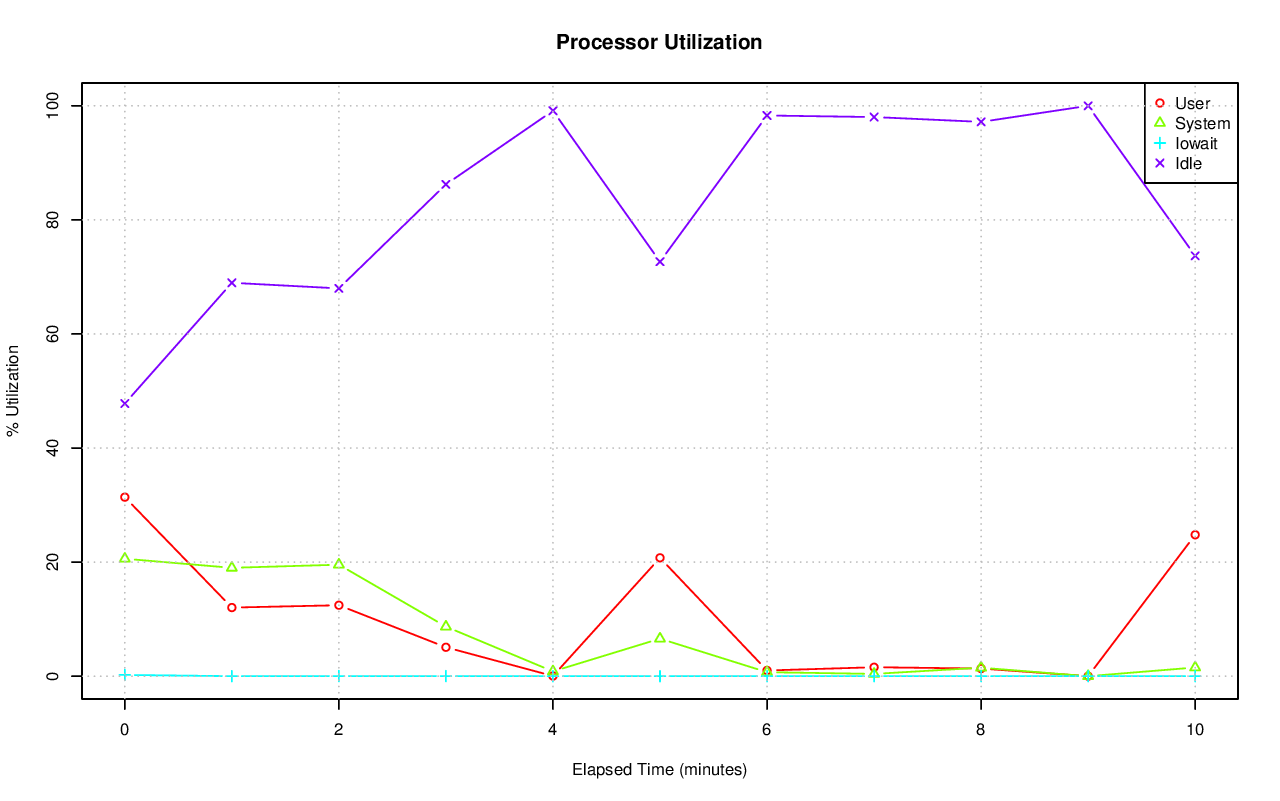 Processor Utilization
100
80
60
40
20
0
% Utilization
User
System
Iowait
Idle
0 2 4 6 8 10
Elapsed Time (minutes)